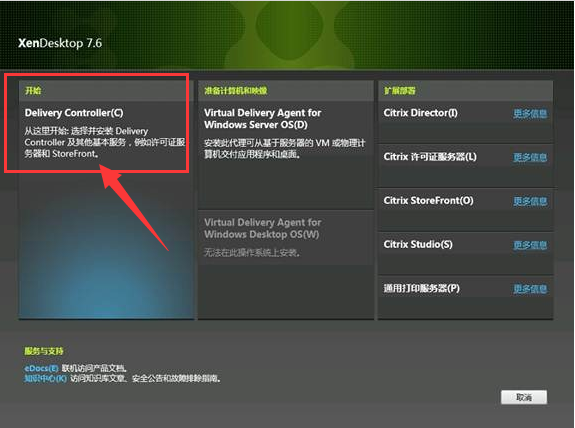 XenDesktop 7.6
开始
Delivery Controller(C)
从这里开始: 选择并安装 Delivery
Controller 及其他基本服务，例如许可证服
务器和 StoreFront。
准备计算机和映像
Virtual Delivery Agent for
Windows Server OS(D)
安装此代理可从基于服务器的 VM 或物理计
算机交付应用程序和桌面。
Virtual Delivery Agent for
Windows Desktop OS(W)
无法在此操作系统上安装。
扩展部署
Citrix Director(I) 更多信息
Citrix 许可证服务器(L) 更多信息
Citrix StoreFront(O) 更多信息
Citrix Studio(S) 更多信息
通用打印服务器(P) 更多信息
服务与支持
eDocs(E) 联机访问产品文档。
知识中心(K) 访问知识库文章、安全公告和故障排除指南。
取消